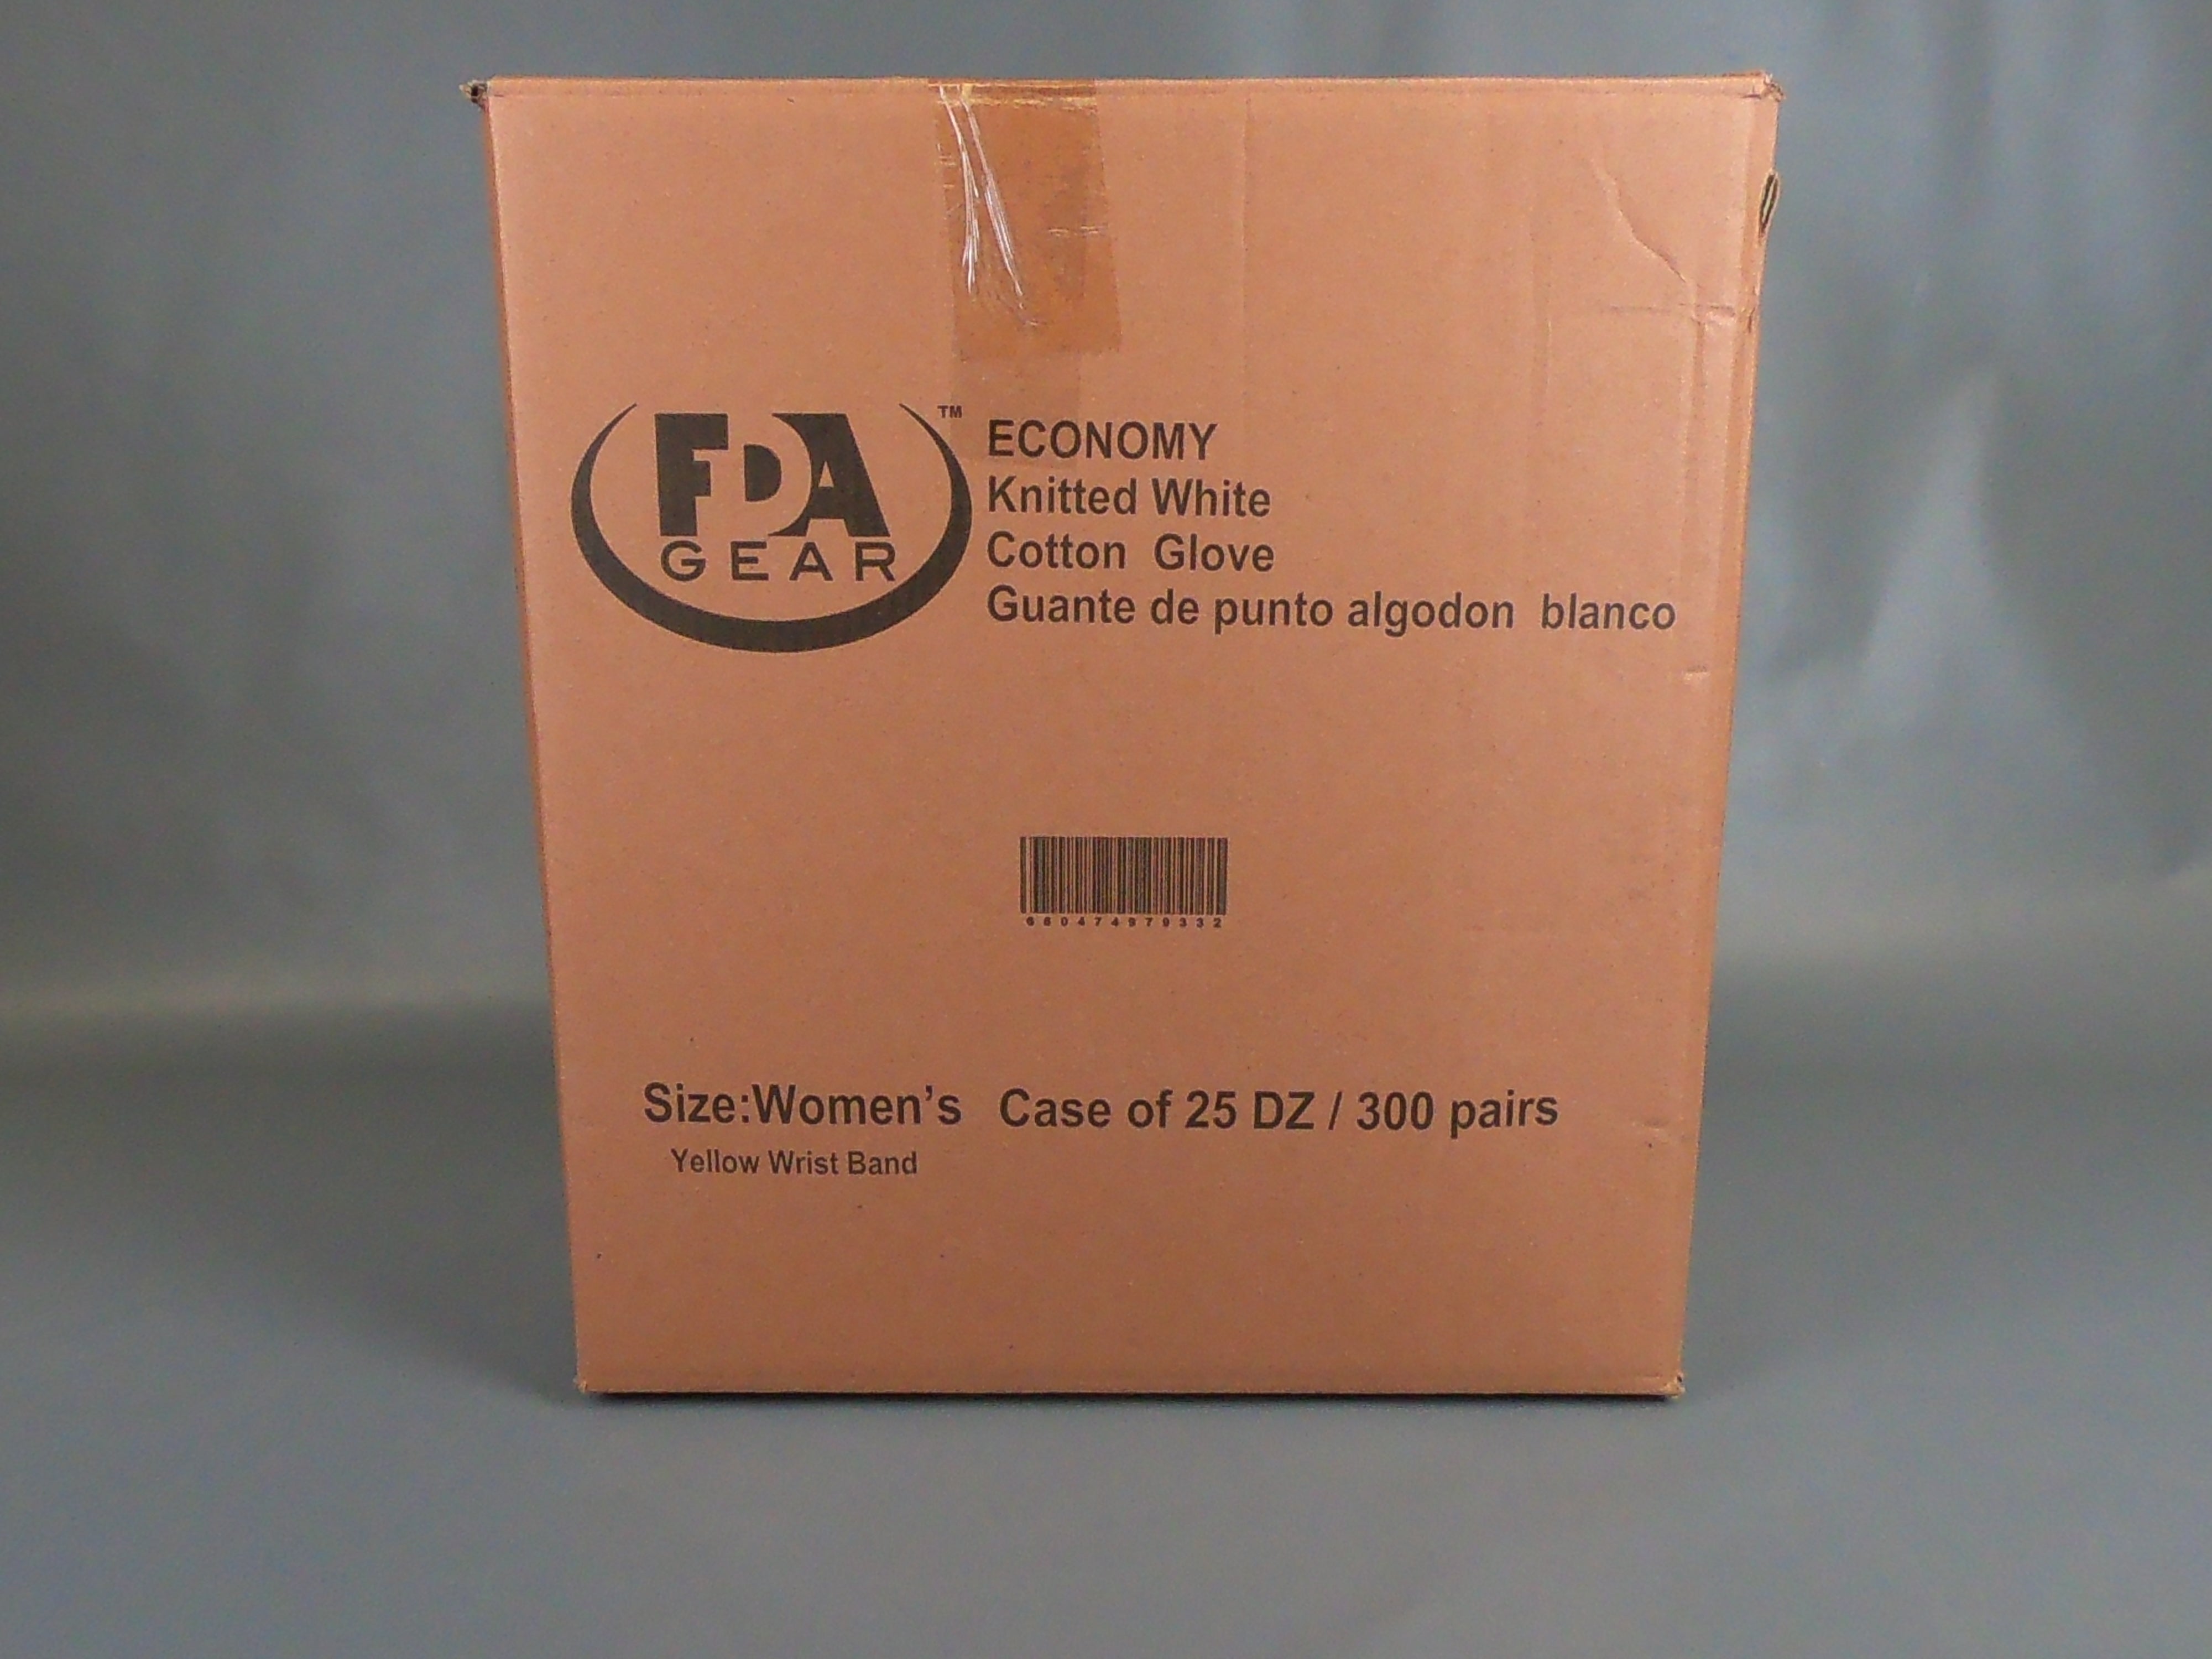 FDA
GEAR
TM
ECONOMY
Knitted White
Cotton Glove
Guante de punto algodon blanco
Size:Women's Case of 25 DZ / 300 pairs
Yellow Wrist Band